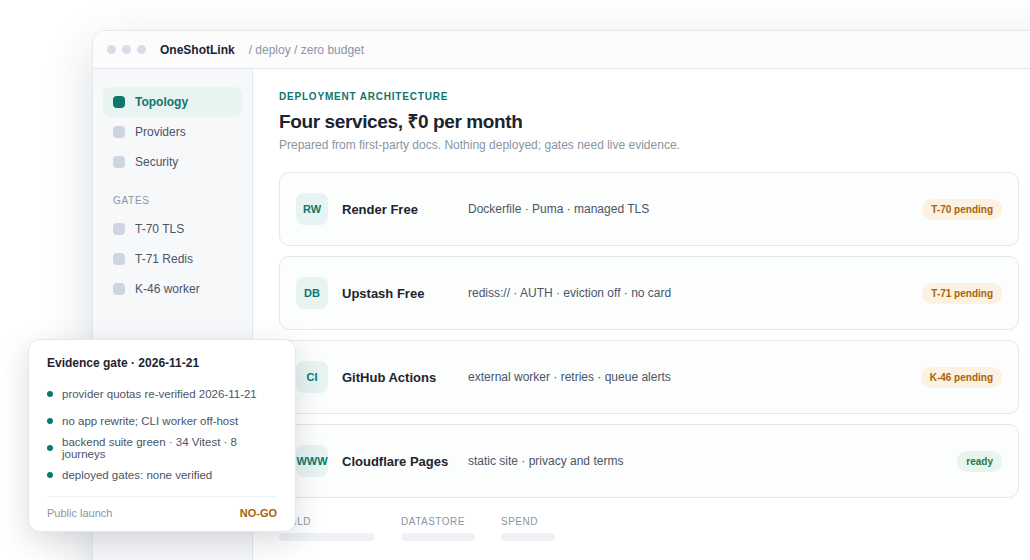 OneShotLink / deploy / zero budget
Topology
Providers
Security
GATES
T-70 TLS
T-71 Redis
K-46 worker
DEPLOYMENT ARCHITECTURE
Four services, ₹0 per month
Prepared from first-party docs. Nothing deployed; gates need live evidence.
RW Render Free Dockerfile · Puma · managed TLS T-70 pending
DB Upstash Free rediss:// · AUTH · eviction off · no card T-71 pending
CI GitHub Actions external worker · retries · queue alerts K-46 pending
WWW Cloudflare Pages static site · privacy and terms ready
DATASTORE SPEND
Evidence gate · 2026-11-21
provider quotas re-verified 2026-11-21
no app rewrite; CLI worker off-host
backend suite green · 34 Vitest · 8
journeys
deployed gates: none verified
Public launch NO-GO